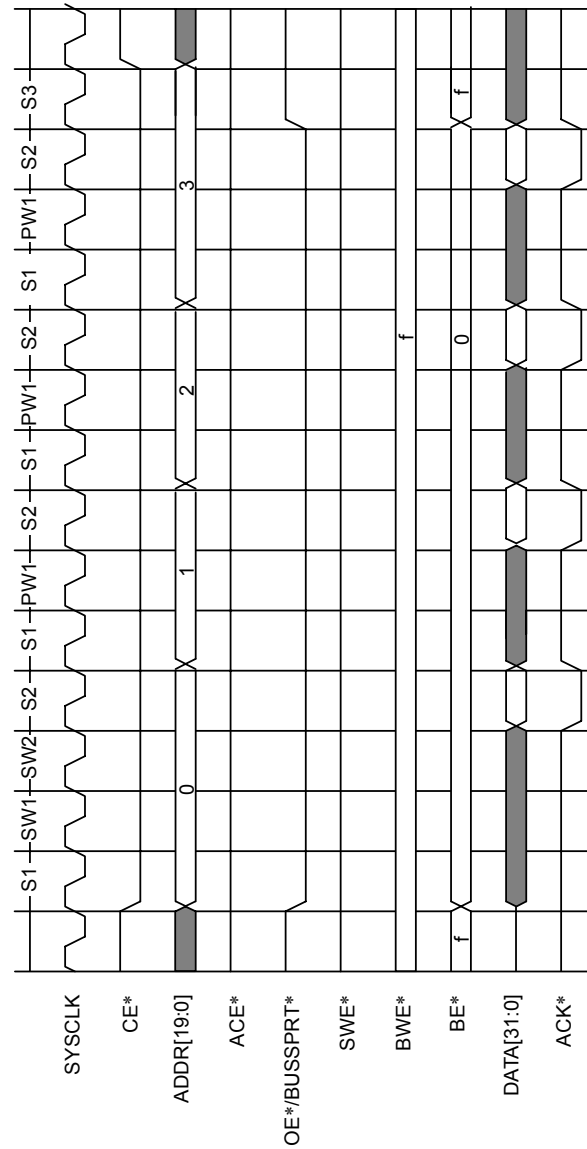 S1 SW1 SW2 S2 S1 PW1 S2 S1 PW1 S2 S1 PW1 S2 S3
SYSCLK
CE*
ADDR[19:0] 0 1 2 3
ACE*
OE*/BUSSPRT*
SWE*
BWE* f
BE* f 0 f
DATA[31:0]
ACK*